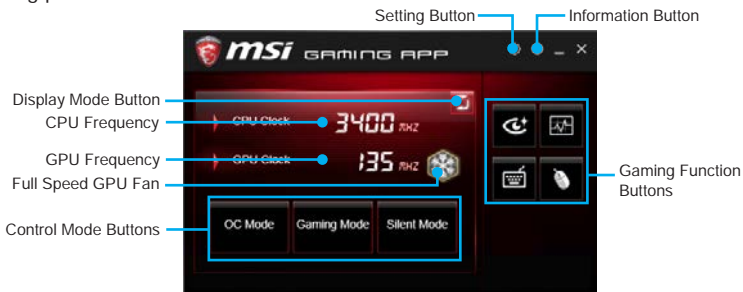 Setting Button
Information Button
msi GAMING APP
Display Mode Button
CPU Clock 3400 MHZ
CPU Frequency
GPU Frequency
GPU Clock 135 MHZ
Full Speed GPU Fan
Gaming Function
Buttons
Control Mode Buttons
OC Mode Gaming Mode Silent Mode